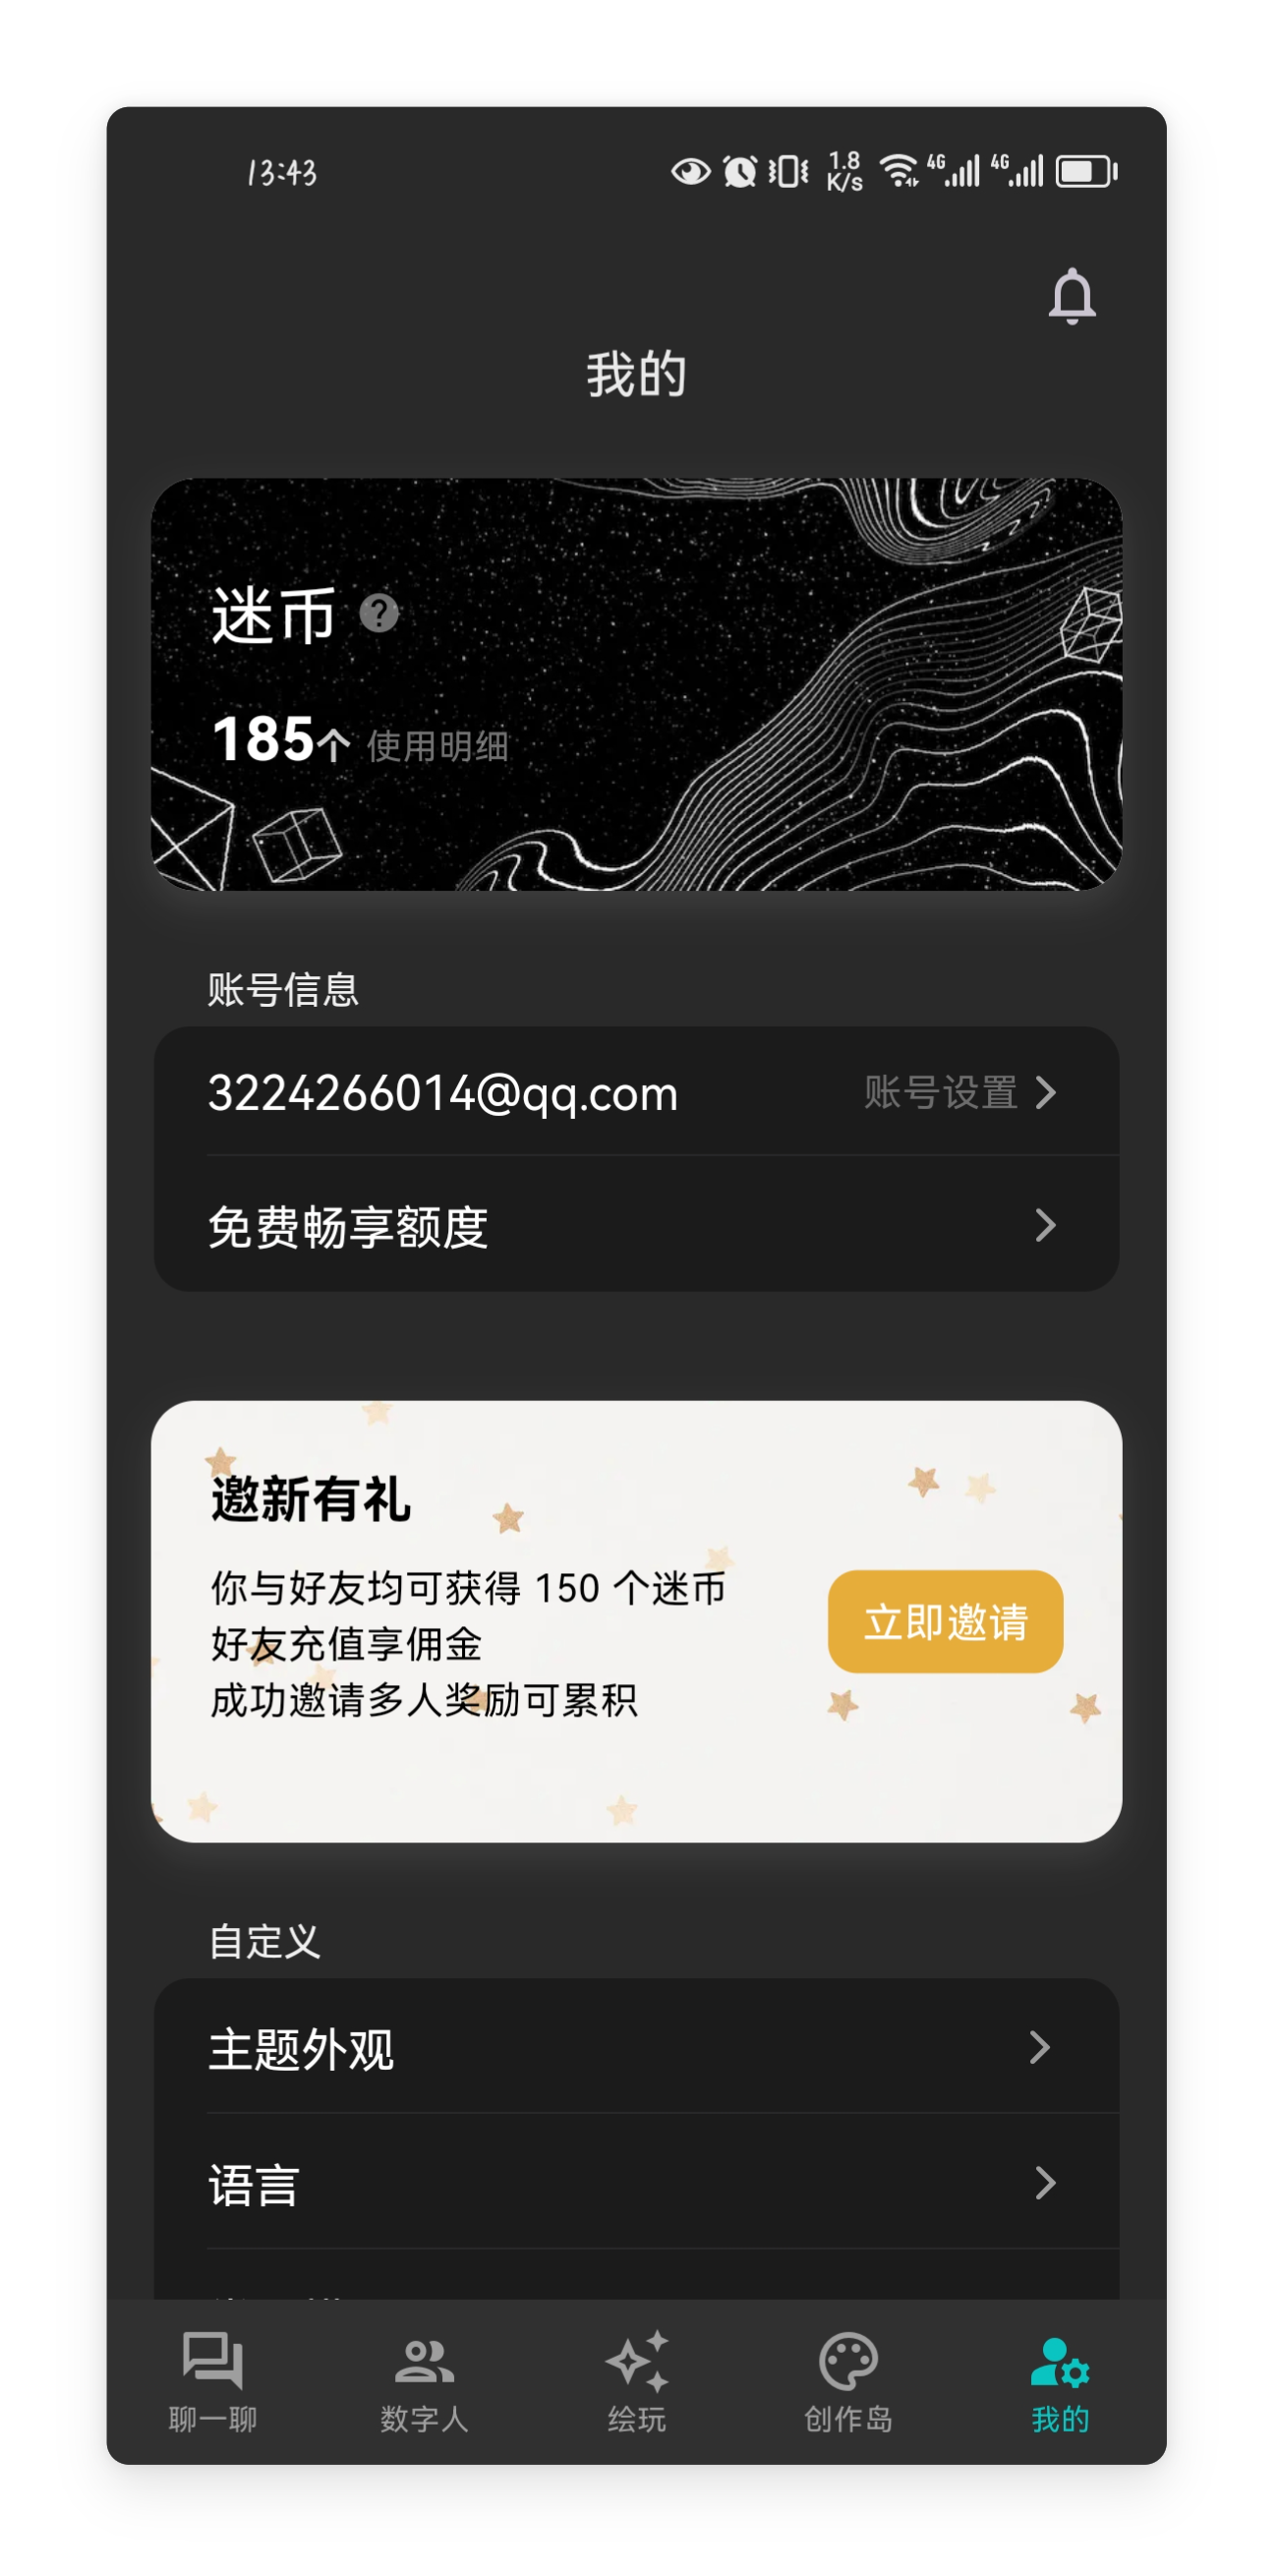 13:43
1.8
K/s
4G
4G
我的
迷币 ?
185个 使用明细
账号信息
3224266014@qq.com 账号设置
免费畅享额度
邀新有礼
你与好友均可获得 150 个迷币
好友充值享佣金
成功邀请多人奖励可累积
立即邀请
自定义
主题外观
语言
聊一聊 数字人 绘玩 创作岛 我的